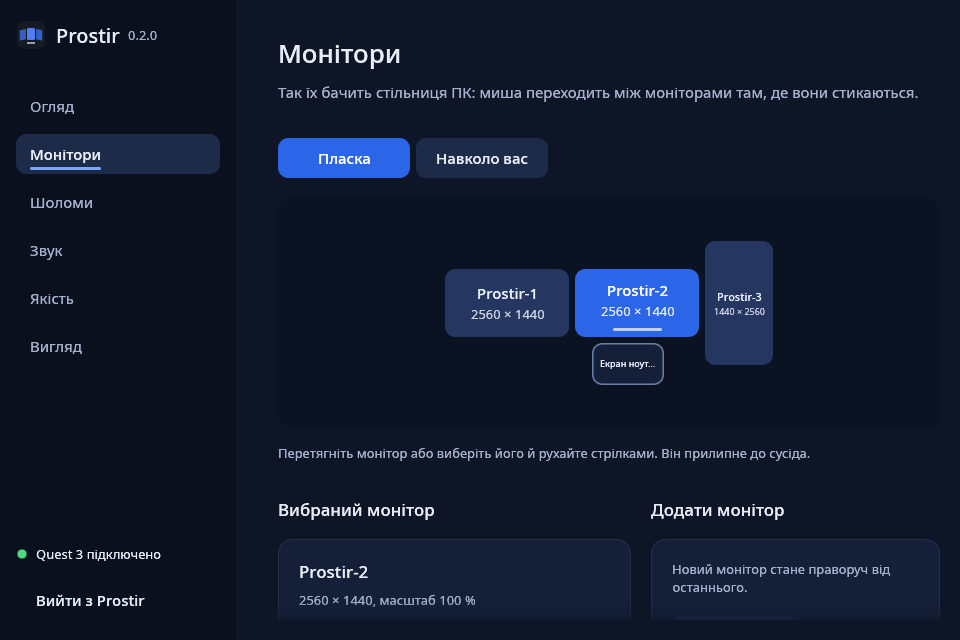 Prostir 0.2.0
Огляд
Монітори
Шоломи
Звук
Якість
Вигляд
Quest 3 підключено
Вийти з Prostir
Монітори
Так їх бачить стільниця ПК: миша переходить між моніторами там, де вони стикаються.
Пласка
Навколо вас
Prostir-1
2560 × 1440
Prostir-2
2560 × 1440
Prostir-3
1440 × 2560
Екран ноут...
Перетягніть монітор або виберіть його й рухайте стрілками. Він прилипне до сусіда.
Вибраний монітор
Prostir-2
2560 × 1440, масштаб 100 %
Додати монітор
Новий монітор стане праворуч від
останнього.